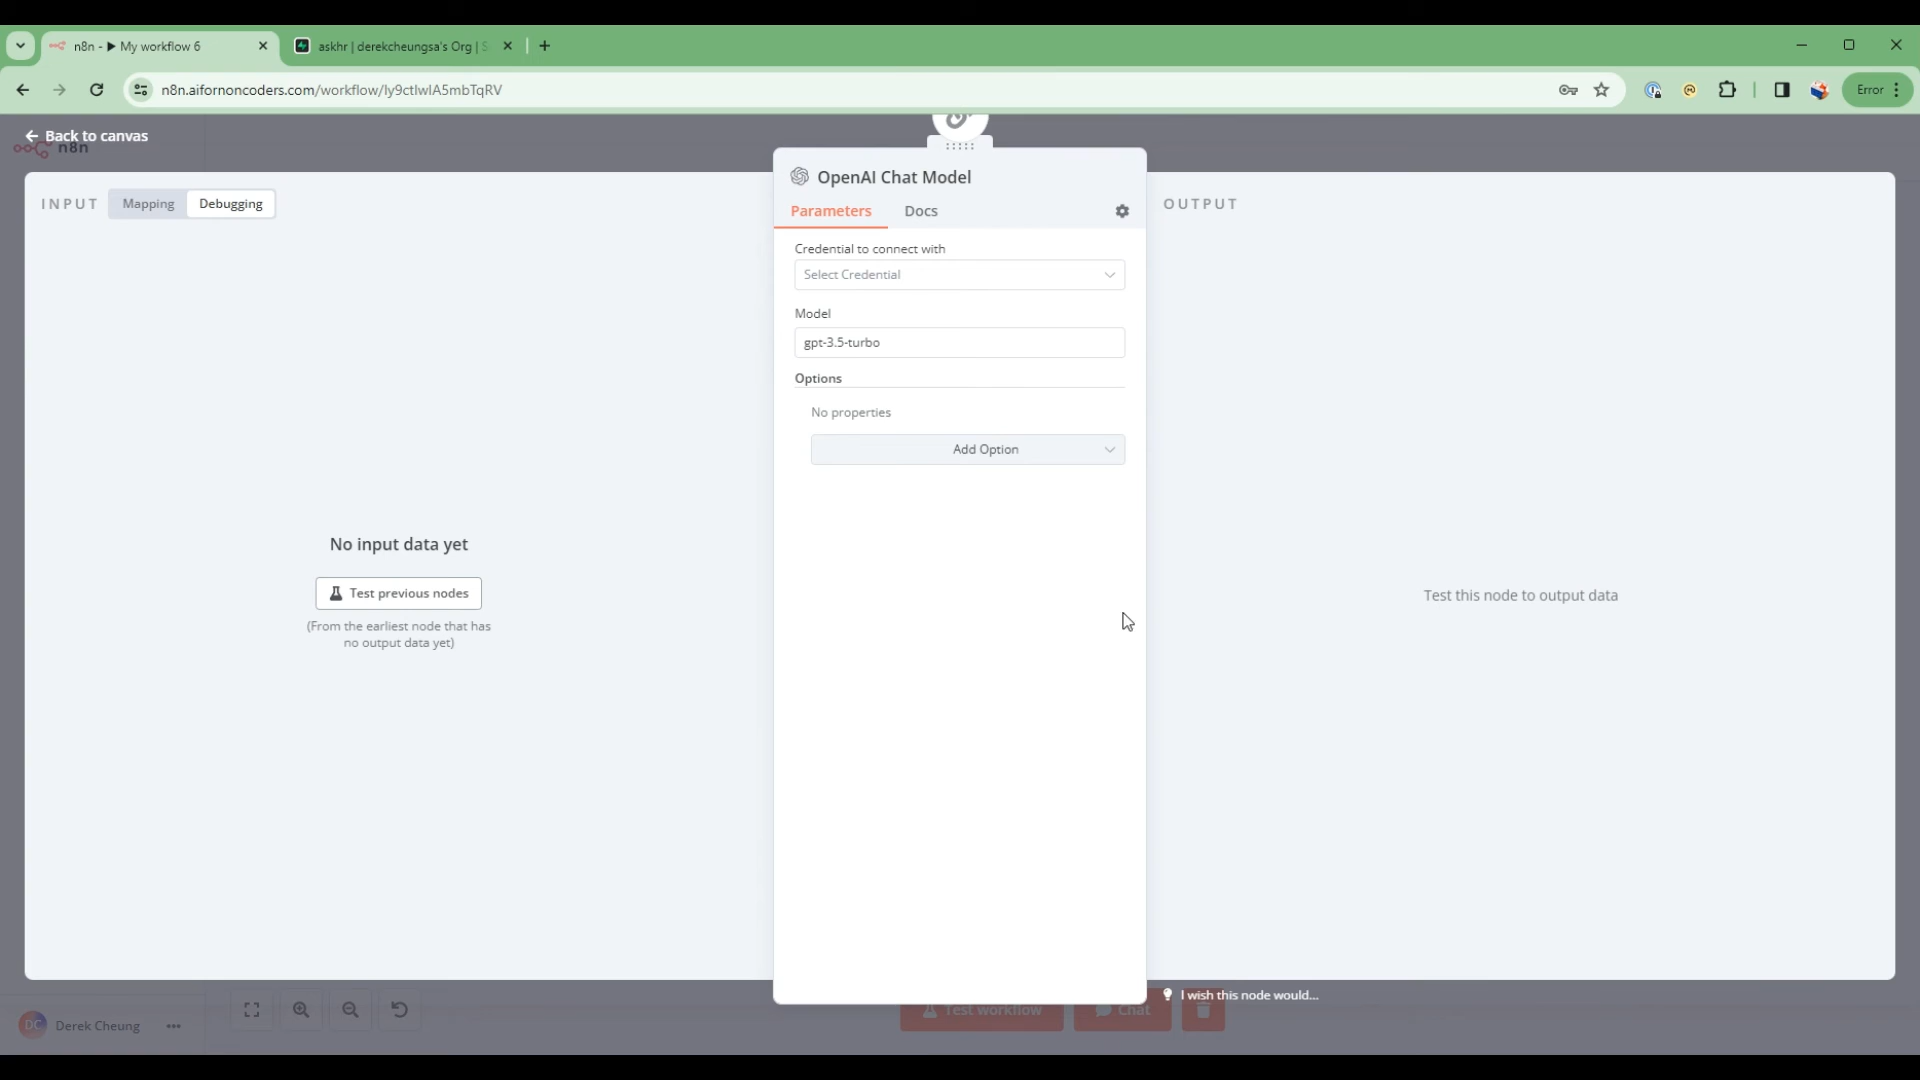 n8n - ▶ My workflow 6
askhr | derekcheungsa's Org | S
n8n.aifornoncoders.com/workflow/Iy9ctlwIA5mbTqRV
Error
Back to canvas
n8n
OpenAI Chat Model
INPUT
Mapping
Debugging
Parameters
Docs
OUTPUT
Credential to connect with
Select Credential
Model
gpt-3.5-turbo
Options
No properties
Add Option
No input data yet
Test previous nodes
(From the earliest node that has
no output data yet)
Test this node to output data
I wish this node would...
DC
Derek Cheung
Test workflow
Chat